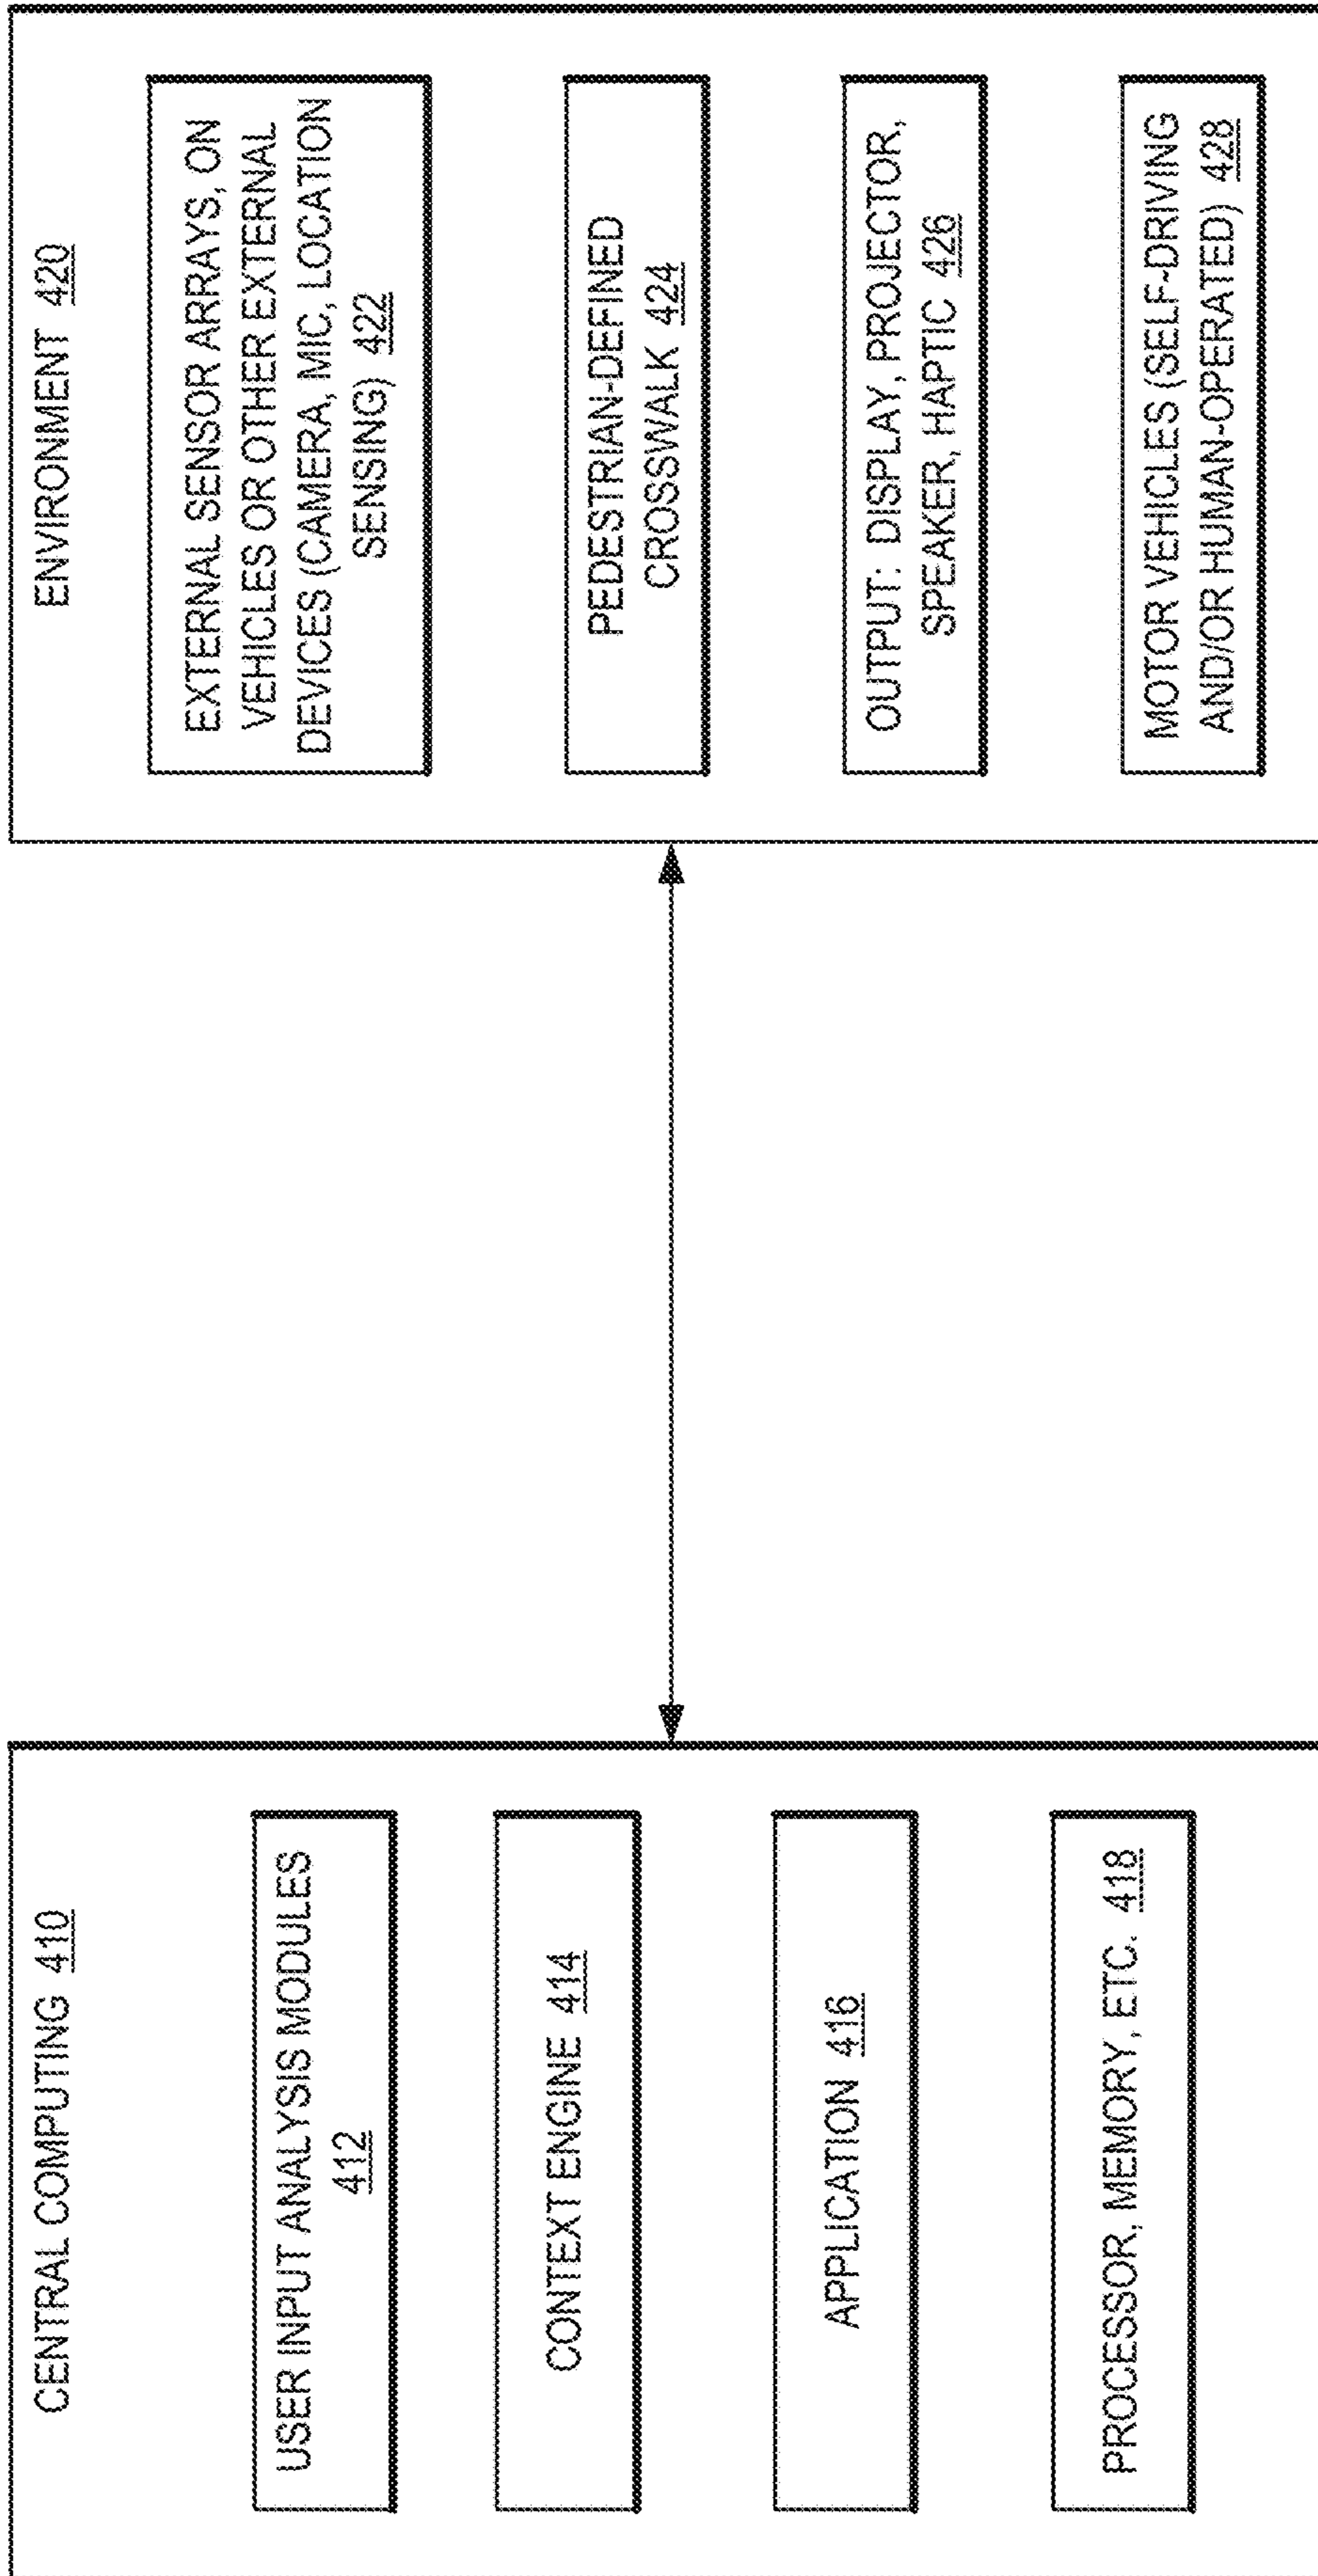 CENTRAL COMPUTING 410
USER INPUT ANALYSIS MODULES
412
CONTEXT ENGINE 414
APPLICATION 416
PROCESSOR, MEMORY, ETC. 418
ENVIRONMENT 420
EXTERNAL SENSOR ARRAYS, ON
VEHICLES OR OTHER EXTERNAL
DEVICES (CAMERA, MIC, LOCATION
SENSING) 422
PEDESTRIAN-DEFINED
CROSSWALK 424
OUTPUT: DISPLAY, PROJECTOR,
SPEAKER, HAPTIC 426
MOTOR VEHICLES (SELF-DRIVING
AND/OR HUMAN-OPERATED) 428